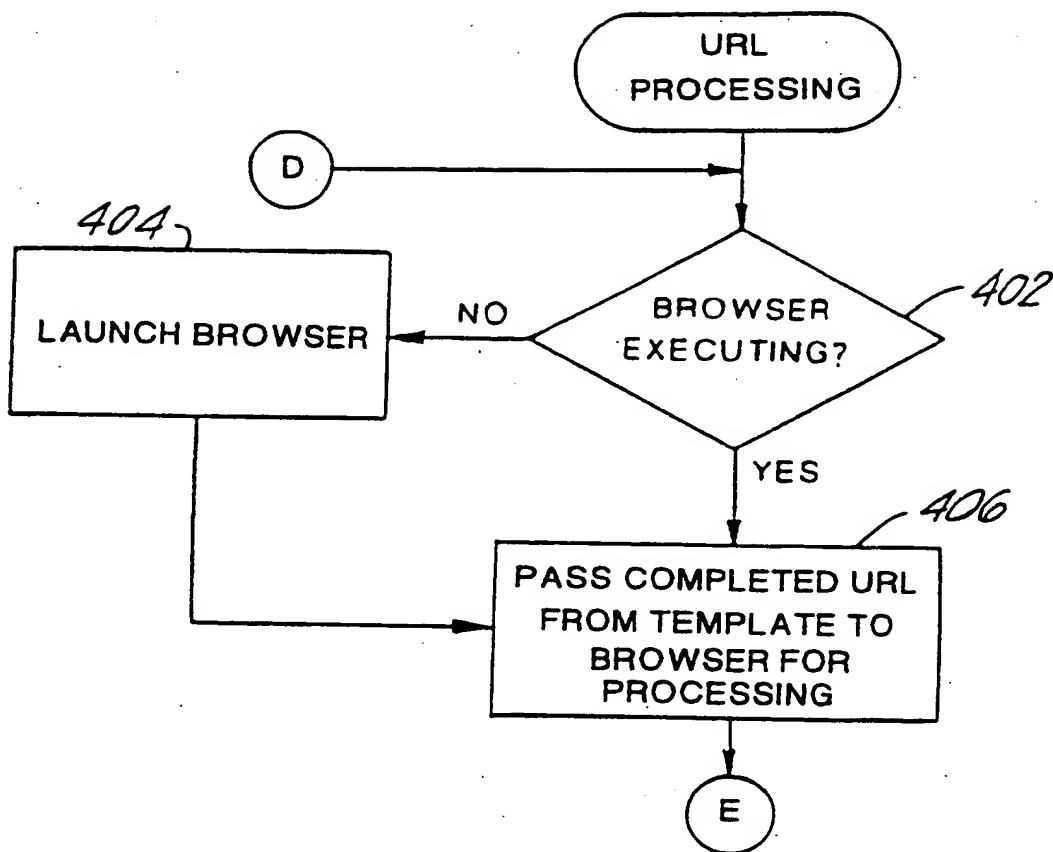 URL
PROCESSING
D
404
LAUNCH BROWSER
NO
BROWSER
EXECUTING?
402
YES
406
PASS COMPLETED URL
FROM TEMPLATE TO
BROWSER FOR
PROCESSING
E